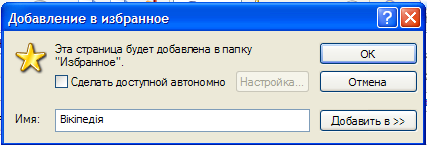 Добавление в избранное
Эта страница будет добавлена в папку
"Избранное".
OK
Сделать доступной автономно
Настройка...
Отмена
Имя:
Вікіпедія
Добавить в >>